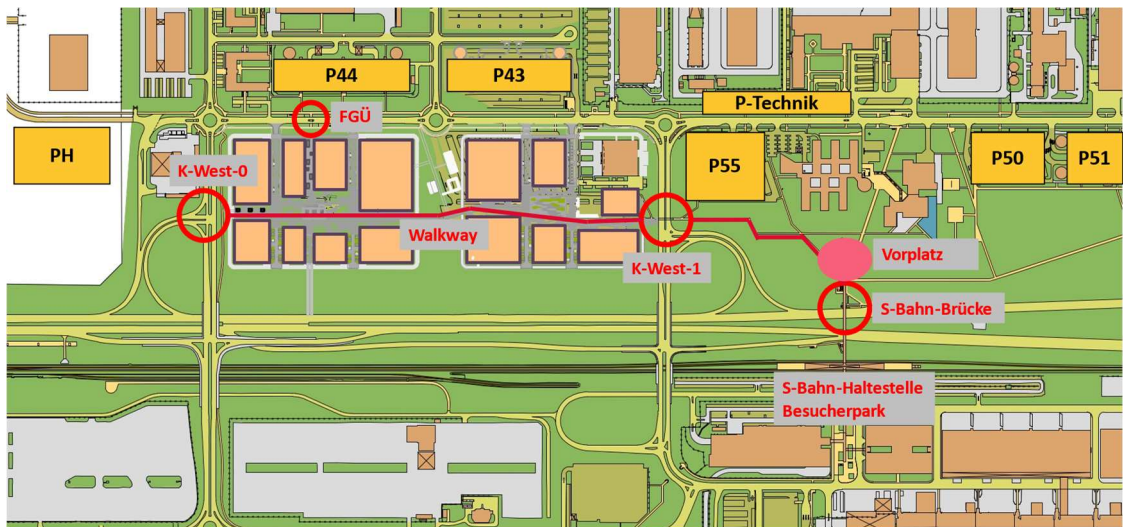 P44
P43
P-Technik
FGÜ
PH
P55
P50
P51
K-West-0
Walkway
K-West-1
Vorplatz
S-Bahn-Brücke
S-Bahn-Haltestelle
Besucherpark